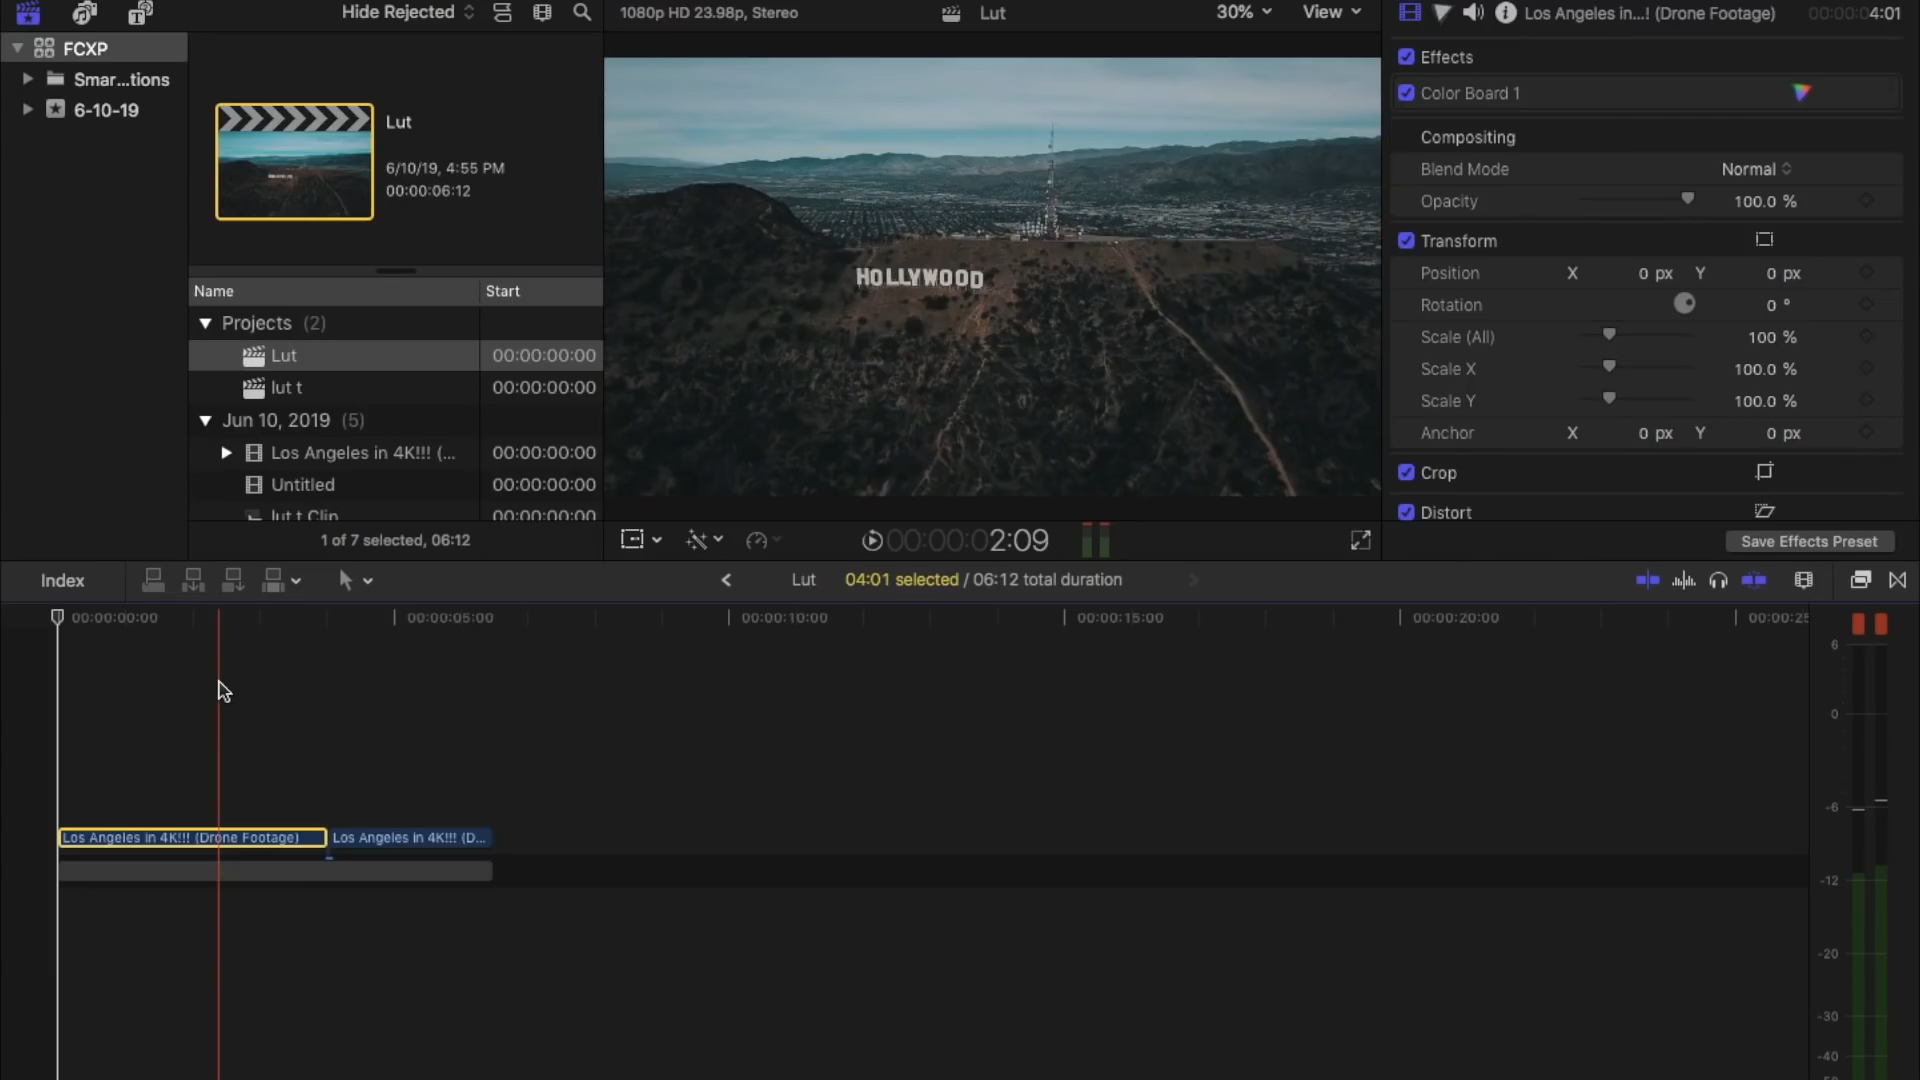 Hide Rejected
1080p HD 23.98p, Stereo
Lut
30%
View
Los Angeles in...! (Drone Footage)
00:00:04:01
FCXP
Smar...tions
6-10-19
Lut
6/10/19, 4:55 PM
00:00:06:12
Name
Start
Projects (2)
Lut
00:00:00:00
lut t
00:00:00:00
Jun 10, 2019 (5)
Los Angeles in 4K!!! (...
00:00:00:00
Untitled
00:00:00:00
lut t Clip
00:00:00:00
1 of 7 selected, 06:12
HOLLYWOOD
00:00:02:09
Effects
Color Board 1
Compositing
Blend Mode
Normal
Opacity
100.0 %
Transform
Position X 0 px Y 0 px
Rotation 0 °
Scale (All) 100 %
Scale X 100.0 %
Scale Y 100.0 %
Anchor X 0 px Y 0 px
Crop
Distort
Save Effects Preset
Index
Lut
04:01 selected / 06:12 total duration
00:00:00:00
00:00:05:00
00:00:10:00
00:00:15:00
00:00:20:00
00:00:25
Los Angeles in 4K!!! (Drone Footage)
Los Angeles in 4K!!! (D...
6
0
-6
-12
-20
-30
-40